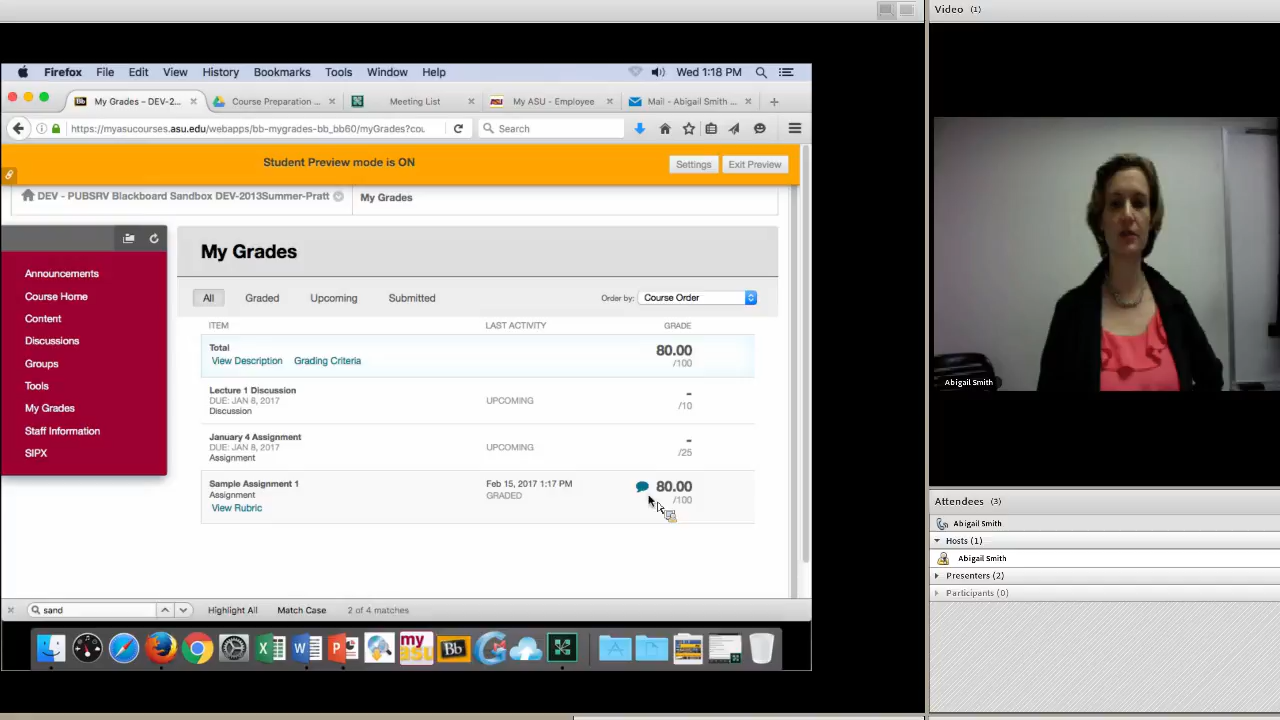 Video (1)
Firefox File Edit View History Bookmarks Tools Window Help Wed 1:18 PM
My Grades – DEV-2... Course Preparation ... Meeting List My ASU - Employee Mail - Abigail Smith ...
https://myasucourses.asu.edu/webapps/bb-mygrades-bb_bb60/myGrades?cou Search
Student Preview mode is ON Settings Exit Preview
DEV - PUBSRV Blackboard Sandbox DEV-2013Summer-Pratt My Grades
Announcements
Course Home
Content
Discussions
Groups
Tools
My Grades
Staff Information
SIPX
My Grades
All Graded Upcoming Submitted Order by: Course Order
ITEM LAST ACTIVITY GRADE
Total 80.00
View Description Grading Criteria /100
Lecture 1 Discussion -
DUE: JAN 8, 2017 UPCOMING /10
Discussion
January 4 Assignment -
DUE: JAN 8, 2017 UPCOMING /25
Assignment
Sample Assignment 1 Feb 15, 2017 1:17 PM 80.00
Assignment GRADED /100
View Rubric
sand Highlight All Match Case 2 of 4 matches
my asu Bb
Abigail Smith
Attendees (3)
Abigail Smith
Hosts (1)
Abigail Smith
Presenters (2)
Participants (0)